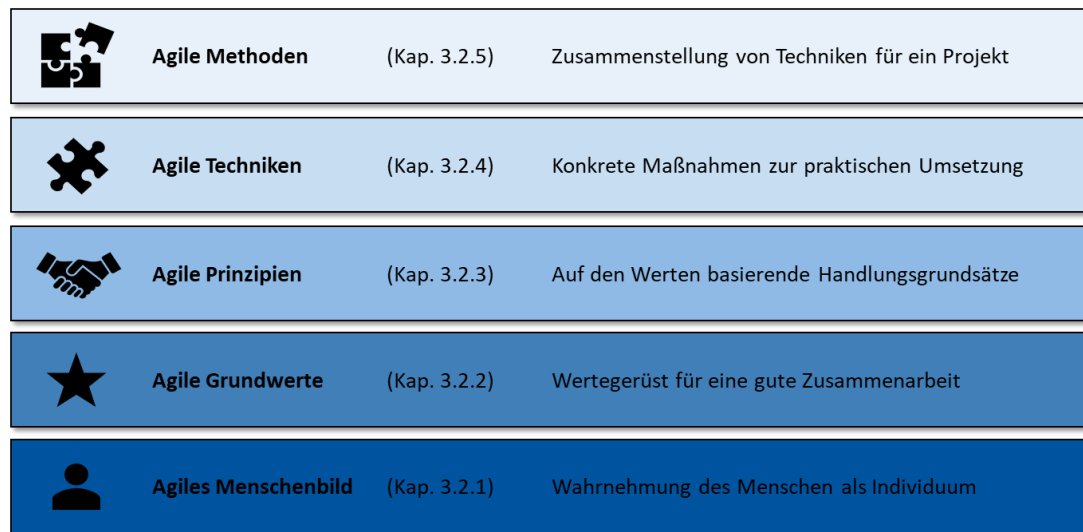 Agile Methoden (Kap. 3.2.5) Zusammenstellung von Techniken für ein Projekt
Agile Techniken (Kap. 3.2.4) Konkrete Maßnahmen zur praktischen Umsetzung
Agile Prinzipien (Kap. 3.2.3) Auf den Werten basierende Handlungsgrundsätze
Agile Grundwerte (Kap. 3.2.2) Wertegerüst für eine gute Zusammenarbeit
Agiles Menschenbild (Kap. 3.2.1) Wahrnehmung des Menschen als Individuum